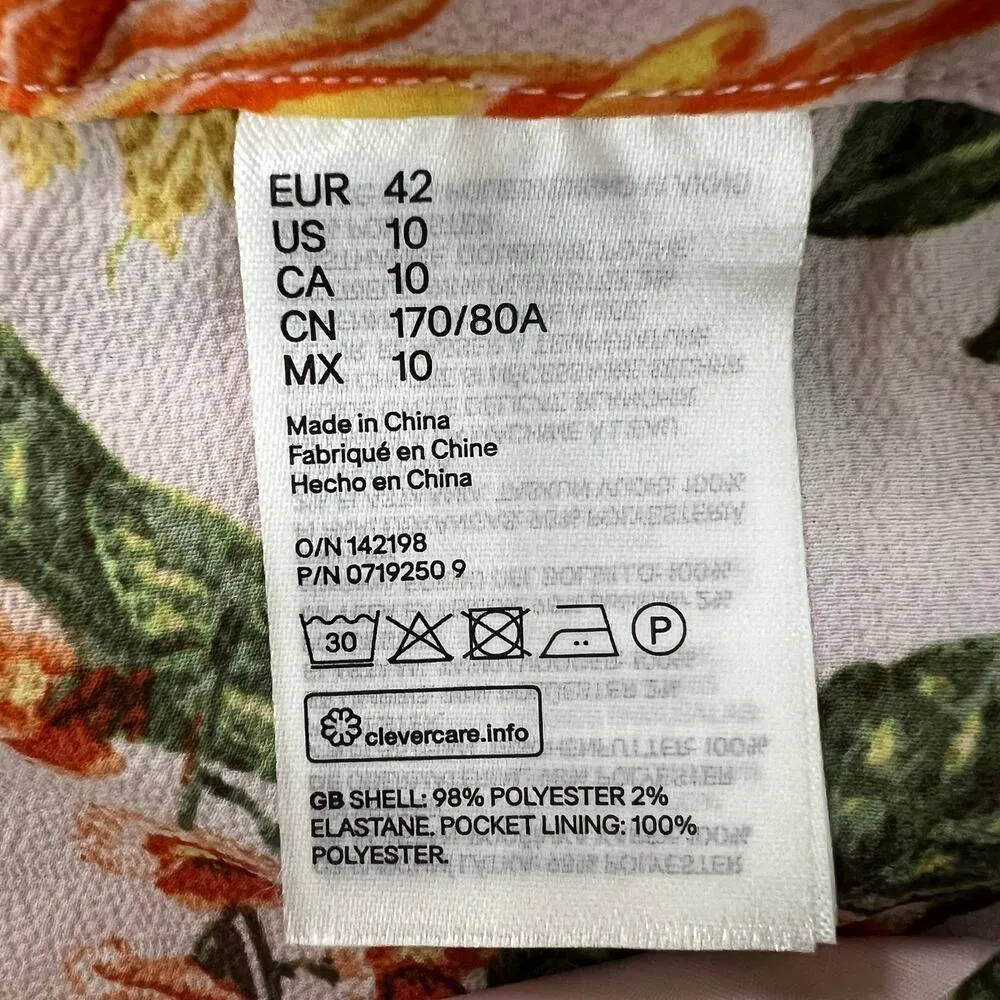 EUR 42
US 10
CA 10
CN 170/80A
MX 10
Made in China
Fabriqué en Chine
Hecho en China
O/N 142198
P/N 0719250 9
30 P
clevercare.info
GB SHELL: 98% POLYESTER 2%
ELASTANE. POCKET LINING: 100%
POLYESTER.